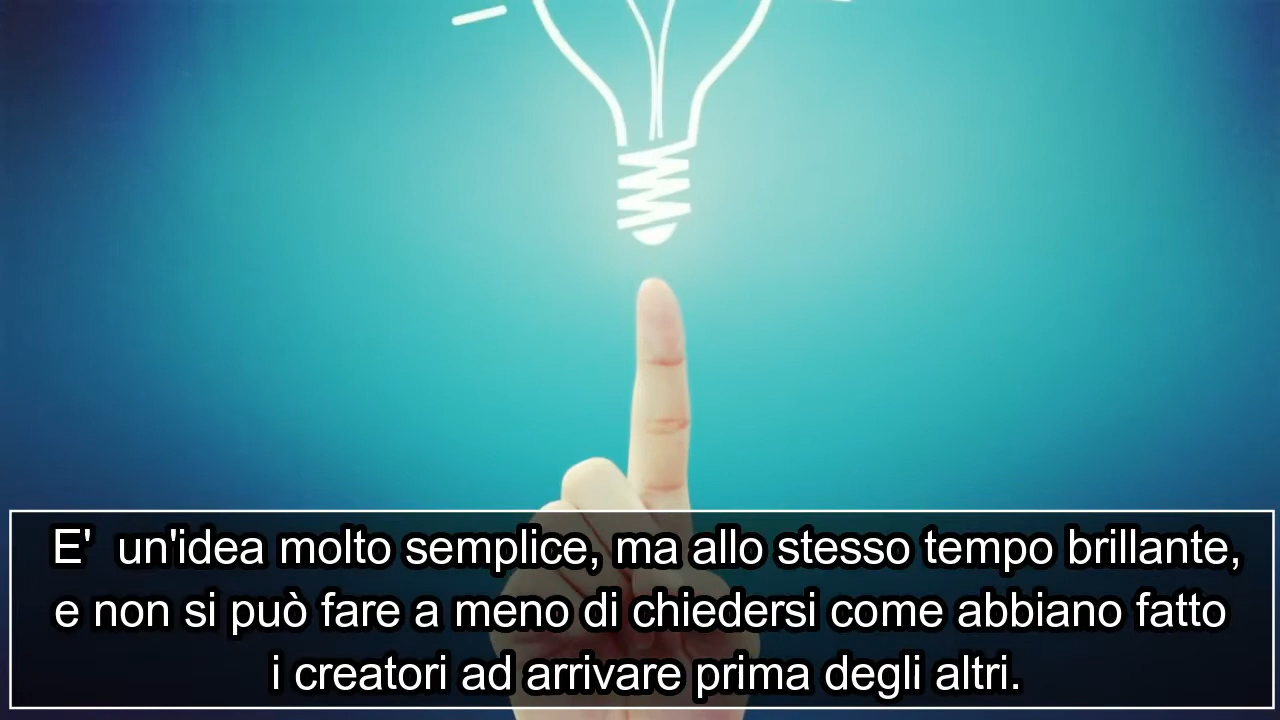 E'  un'idea molto semplice, ma allo stesso tempo brillante,
e non si può fare a meno di chiedersi come abbiano fatto
i creatori ad arrivare prima degli altri.